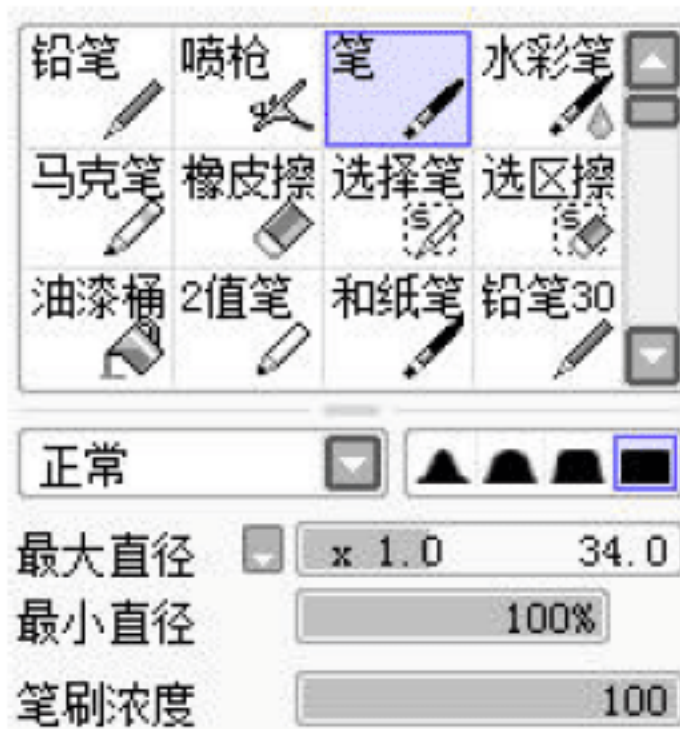 铅笔 喷枪 笔 水彩笔
马克笔 橡皮擦 选择笔 选区擦
油漆桶 2值笔 和纸笔 铅笔30
正常
最大直径 x 1.0 34.0
最小直径 100%
笔刷浓度 100